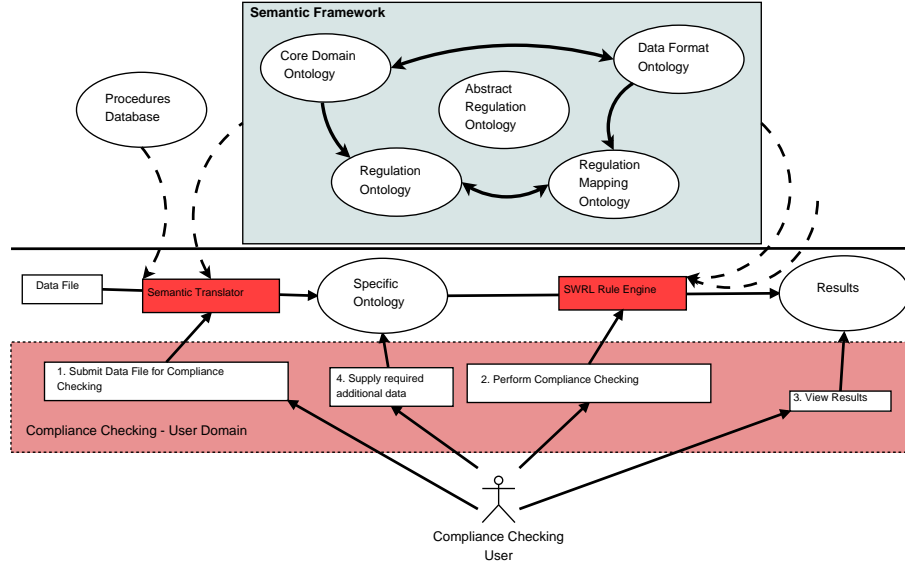 Semantic Framework
Core Domain
Ontology
Data Format
Ontology
Abstract
Regulation
Ontology
Procedures
Database
Regulation
Ontology
Regulation
Mapping
Ontology
Data File
Semantic Translator
Specific
Ontology
SWRL Rule Engine
Results
1. Submit Data File for Compliance
Checking
4. Supply required
additional data
2. Perform Compliance Checking
3. View Results
Compliance Checking - User Domain
Compliance Checking
User